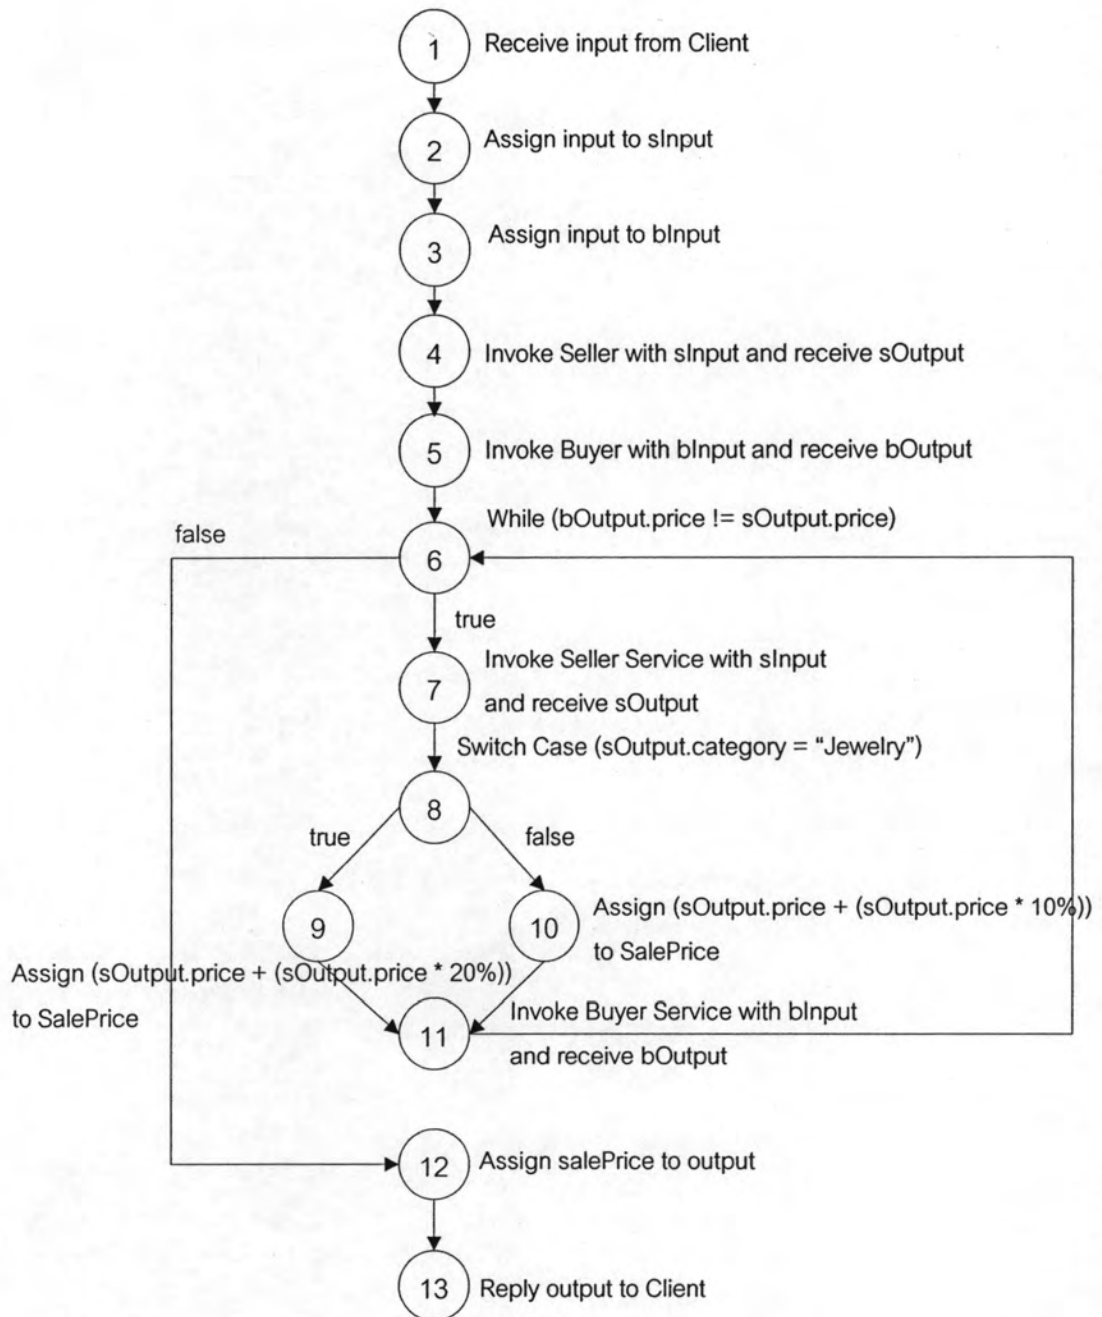 1 Receive input from Client
2 Assign input to sInput
3 Assign input to bInput
4 Invoke Seller with sInput and receive sOutput
5 Invoke Buyer with bInput and receive bOutput
While (bOutput.price != sOutput.price)
false
6
true
7 Invoke Seller Service with sInput
and receive sOutput
Switch Case (sOutput.category = “Jewelry”)
8
true false
9
10 Assign (sOutput.price + (sOutput.price * 10%))
to SalePrice
Assign (sOutput.price + (sOutput.price * 20%))
to SalePrice
11 Invoke Buyer Service with bInput
and receive bOutput
12 Assign salePrice to output
13 Reply output to Client